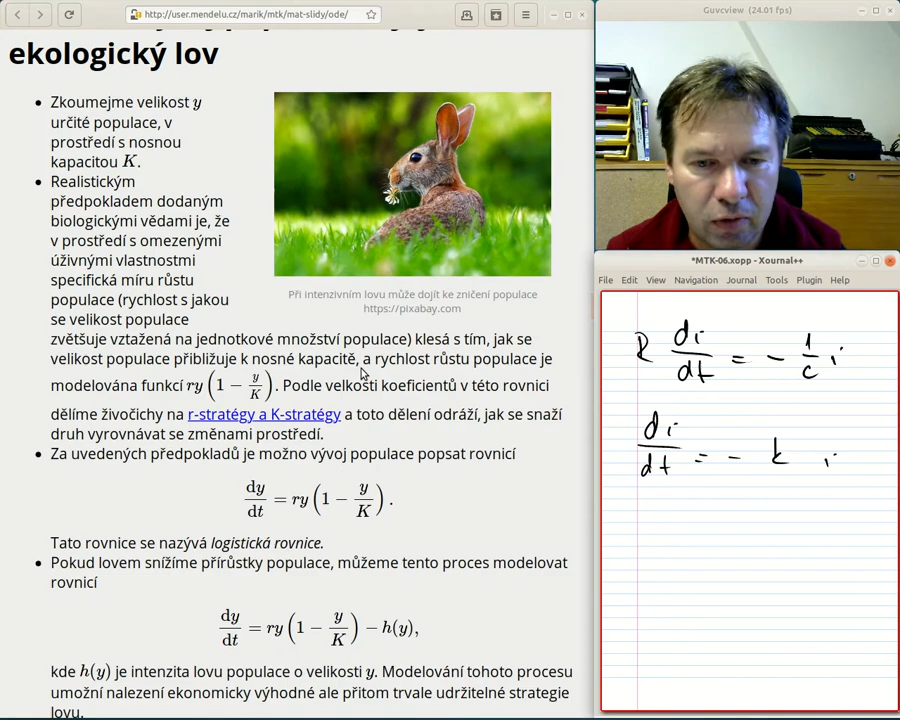 http://user.mendelu.cz/marik/mtk/mat-slidy/ode/
Guvcview (24.01 fps)
ekologický lov
Zkoumejme velikost y
určité populace, v
prostředí s nosnou
kapacitou K.
Realistickým
předpokladem dodaným
biologickými vědami je, že
v prostředí s omezenými
úživnými vlastnostmi
specifická míru růstu
populace (rychlost s jakou
se velikost populace
zvětšuje vztažená na jednotkové množství populace) klesá s tím, jak se
velikost populace přibližuje k nosné kapacitě, a rychlost růstu populace je
modelována funkcí ry(1 − y/K). Podle velkosti koeficientů v této rovnici
dělíme živočichy na r-stratégy a K-stratégy a toto dělení odráží, jak se snaží
druh vyrovnávat se změnami prostředí.
Při intenzivním lovu může dojít ke zničení populace
https://pixabay.com
Za uvedených předpokladů je možno vývoj populace popsat rovnicí
dy/dt = ry(1 − y/K).
Tato rovnice se nazývá logistická rovnice.
Pokud lovem snížíme přírůstky populace, můžeme tento proces modelovat
rovnicí
dy/dt = ry(1 − y/K) − h(y),
kde h(y) je intenzita lovu populace o velikosti y. Modelování tohoto procesu
umožní nalezení ekonomicky výhodné ale přitom trvale udržitelné strategie
lovu.
*MTK-06.xopp - Xournal++
File Edit View Navigation Journal Tools Plugin Help
R di/dt = − 1/c i
di/dt = − k i